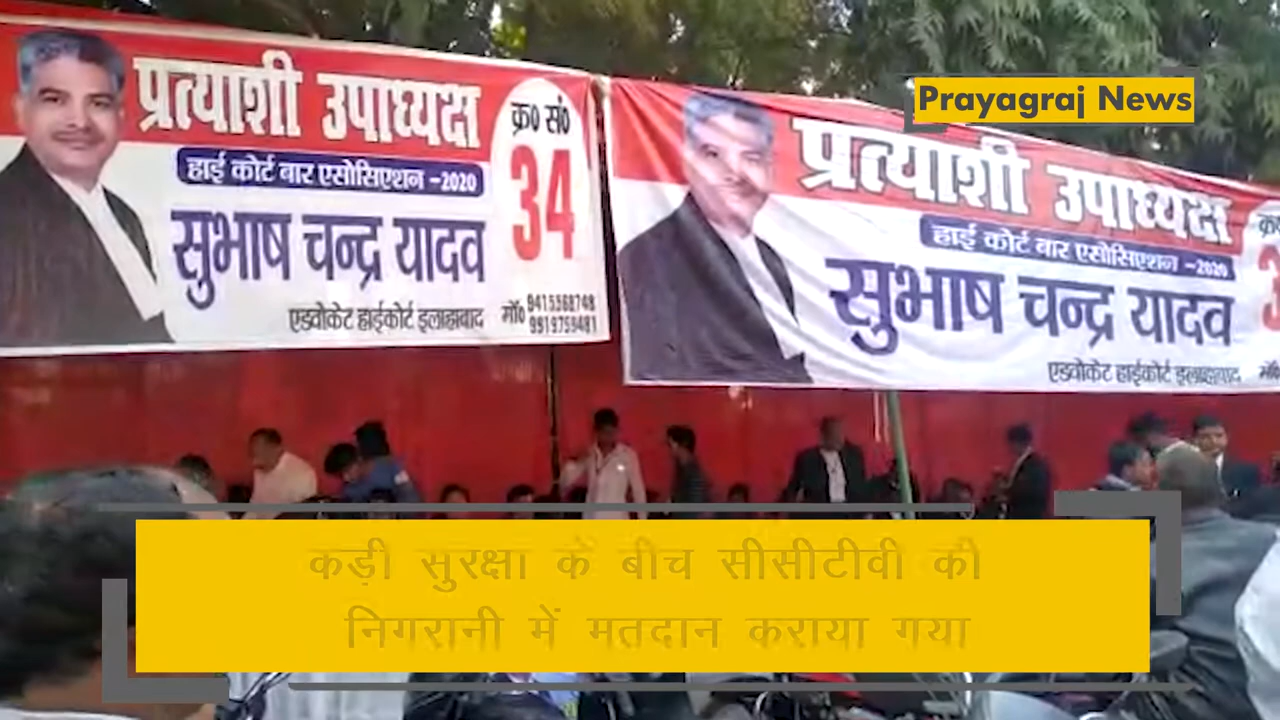 Prayagraj News
प्रत्याशी उपाध्यक्ष
हाई कोर्ट बार एसोसिएशन -2020
सुभाष चन्द्र यादव
एडवोकेट हाईकोर्ट इलाहाबाद
क्र० सं०
34
मो० 9415568748
9919759481
प्रत्याशी उपाध्यक्ष
हाई कोर्ट बार एसोसिएशन -2020
सुभाष चन्द्र यादव
एडवोकेट हाईकोर्ट इलाहाबाद
कड़ी सुरक्षा के बीच सीसीटीवी की
निगरानी में मतदान कराया गया